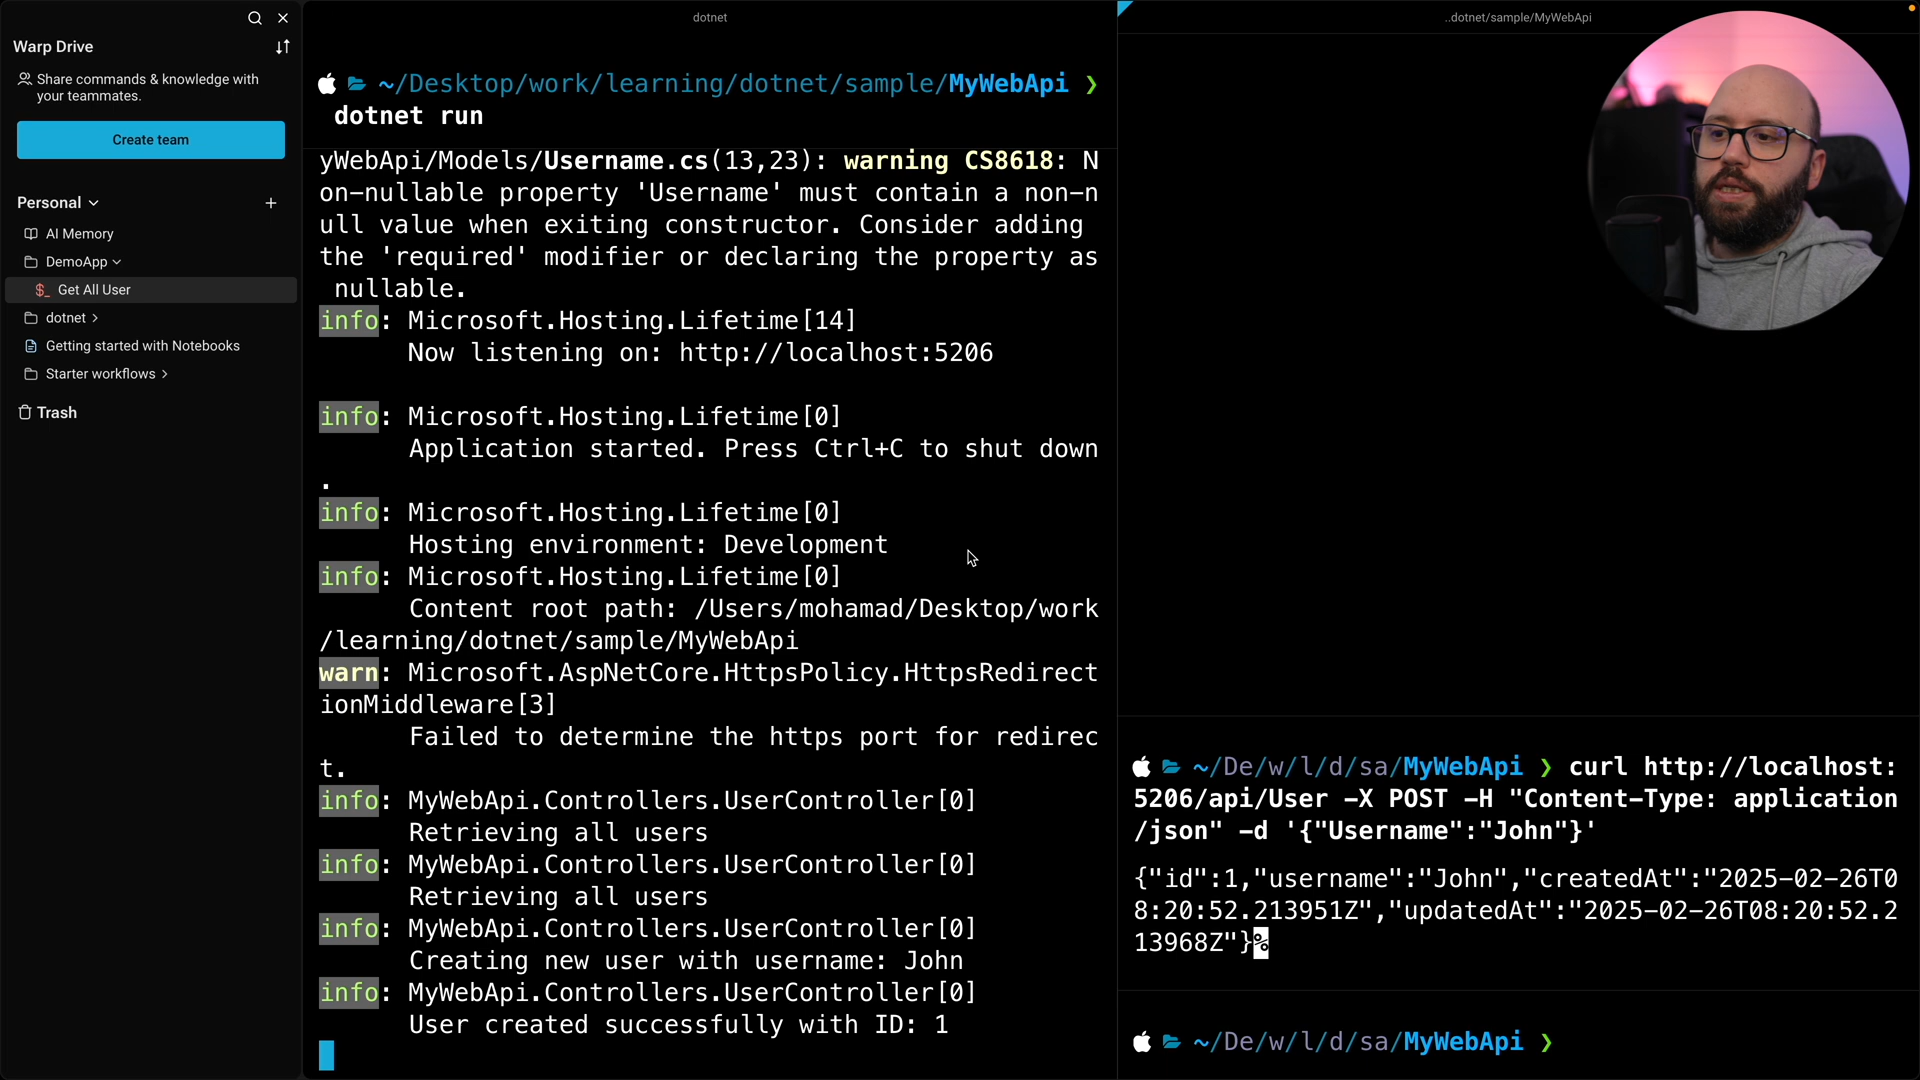 Warp Drive
Share commands & knowledge with
your teammates.
Create team
Personal
AI Memory
DemoApp
$_ Get All User
dotnet
Getting started with Notebooks
Starter workflows
Trash
dotnet
~/Desktop/work/learning/dotnet/sample/MyWebApi ❯
dotnet run
yWebApi/Models/Username.cs(13,23): warning CS8618: N
on-nullable property 'Username' must contain a non-n
ull value when exiting constructor. Consider adding
the 'required' modifier or declaring the property as
nullable.
info: Microsoft.Hosting.Lifetime[14]
Now listening on: http://localhost:5206
info: Microsoft.Hosting.Lifetime[0]
Application started. Press Ctrl+C to shut down
.
info: Microsoft.Hosting.Lifetime[0]
Hosting environment: Development
info: Microsoft.Hosting.Lifetime[0]
Content root path: /Users/mohamad/Desktop/work
/learning/dotnet/sample/MyWebApi
warn: Microsoft.AspNetCore.HttpsPolicy.HttpsRedirect
ionMiddleware[3]
Failed to determine the https port for redirec
t.
info: MyWebApi.Controllers.UserController[0]
Retrieving all users
info: MyWebApi.Controllers.UserController[0]
Retrieving all users
info: MyWebApi.Controllers.UserController[0]
Creating new user with username: John
info: MyWebApi.Controllers.UserController[0]
User created successfully with ID: 1
..dotnet/sample/MyWebApi
~/De/w/l/d/sa/MyWebApi ❯ curl http://localhost:
5206/api/User -X POST -H "Content-Type: application
/json" -d '{"Username":"John"}'
{"id":1,"username":"John","createdAt":"2025-02-26T0
8:20:52.213951Z","updatedAt":"2025-02-26T08:20:52.2
13968Z"}%
~/De/w/l/d/sa/MyWebApi ❯